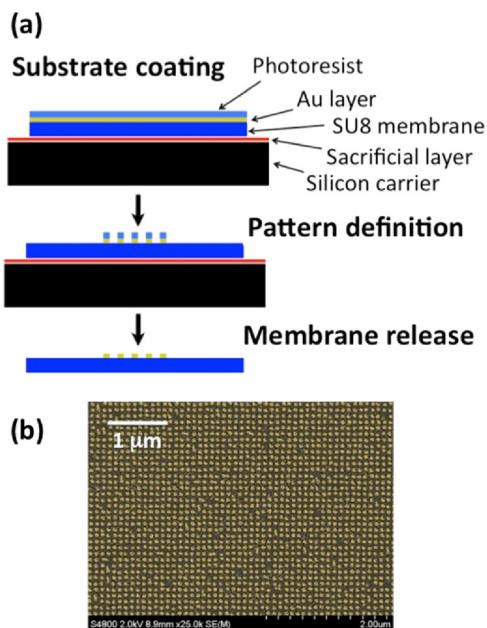 (a)
Substrate coating
Photoresist
Au layer
SU8 membrane
Sacrificial layer
Silicon carrier
Pattern definition
Membrane release
(b)
1 μm
S4800 2.0kV 8.9mm x25.0k SE(M)
2.00um